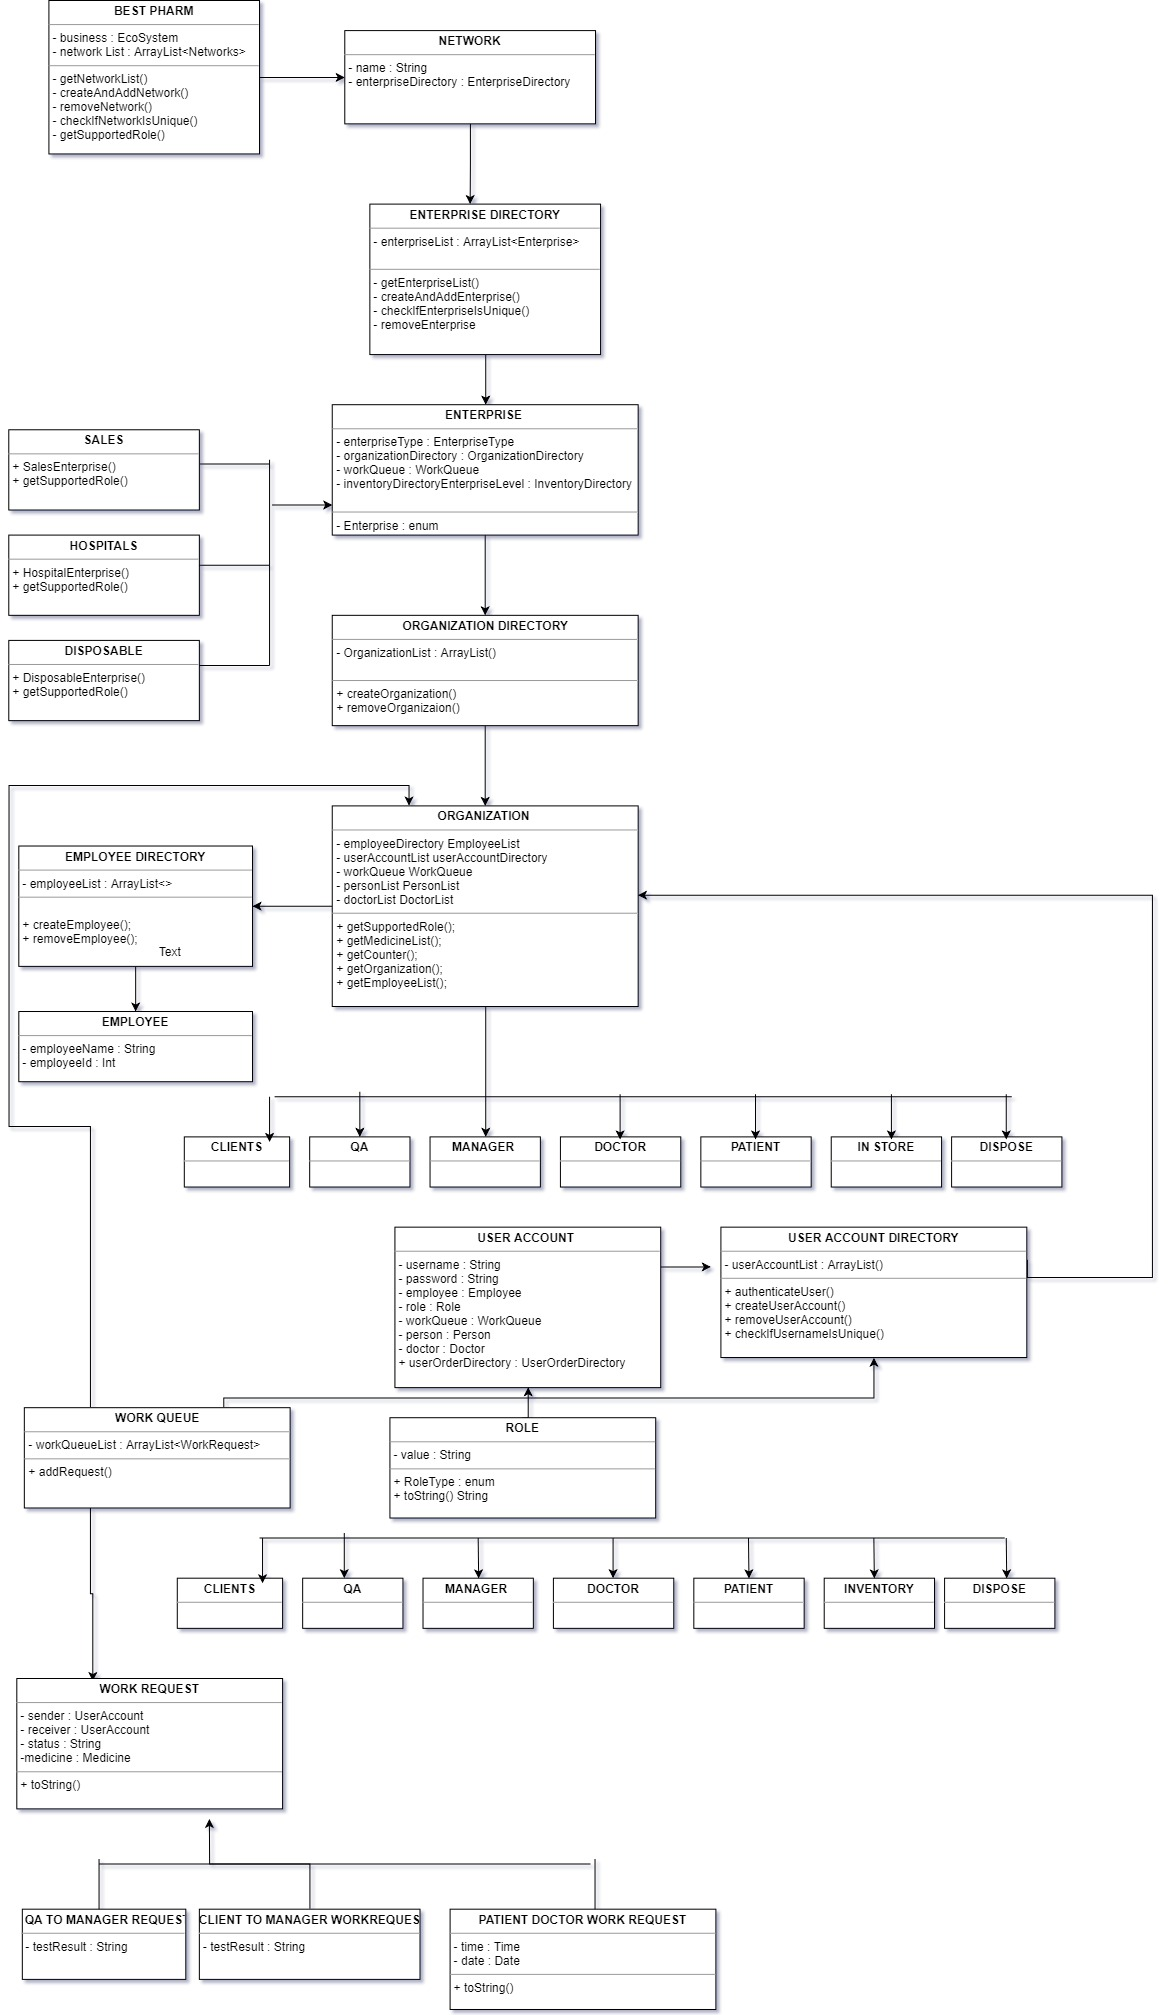 BEST PHARM
- business : EcoSystem
- network List : ArrayList<Networks>
- getNetworkList()
- createAndAddNetwork()
- removeNetwork()
- checkIfNetworkIsUnique()
- getSupportedRole()
NETWORK
- name : String
- enterpriseDirectory : EnterpriseDirectory
ENTERPRISE DIRECTORY
- enterpriseList : ArrayList<Enterprise>
- getEnterpriseList()
- createAndAddEnterprise()
- checkIfEnterpriseIsUnique()
- removeEnterprise
ENTERPRISE
- enterpriseType : EnterpriseType
- organizationDirectory : OrganizationDirectory
- workQueue : WorkQueue
- inventoryDirectoryEnterpriseLevel : InventoryDirectory
- Enterprise : enum
SALES
+ SalesEnterprise()
+ getSupportedRole()
HOSPITALS
+ HospitalEnterprise()
+ getSupportedRole()
DISPOSABLE
+ DisposableEnterprise()
+ getSupportedRole()
ORGANIZATION DIRECTORY
- OrganizationList : ArrayList()
+ createOrganization()
+ removeOrganizaion()
ORGANIZATION
- employeeDirectory EmployeeList
- userAccountList userAccountDirectory
- workQueue WorkQueue
- personList PersonList
- doctorList DoctorList
+ getSupportedRole();
+ getMedicineList();
+ getCounter();
+ getOrganization();
+ getEmployeeList();
EMPLOYEE DIRECTORY
- employeeList : ArrayList<>
+ createEmployee();
+ removeEmployee();
Text
EMPLOYEE
- employeeName : String
- employeeId : Int
CLIENTS
QA
MANAGER
DOCTOR
PATIENT
IN STORE
DISPOSE
USER ACCOUNT
- username : String
- password : String
- employee : Employee
- role : Role
- workQueue : WorkQueue
- person : Person
- doctor : Doctor
+ userOrderDirectory : UserOrderDirectory
USER ACCOUNT DIRECTORY
- userAccountList : ArrayList()
+ authenticateUser()
+ createUserAccount()
+ removeUserAccount()
+ checkIfUsernameIsUnique()
WORK QUEUE
- workQueueList : ArrayList<WorkRequest>
+ addRequest()
ROLE
- value : String
+ RoleType : enum
+ toString() String
CLIENTS
QA
MANAGER
DOCTOR
PATIENT
INVENTORY
DISPOSE
WORK REQUEST
- sender : UserAccount
- receiver : UserAccount
- status : String
-medicine : Medicine
+ toString()
QA TO MANAGER REQUEST
- testResult : String
CLIENT TO MANAGER WORKREQUES
- testResult : String
PATIENT DOCTOR WORK REQUEST
- time : Time
- date : Date
+ toString()